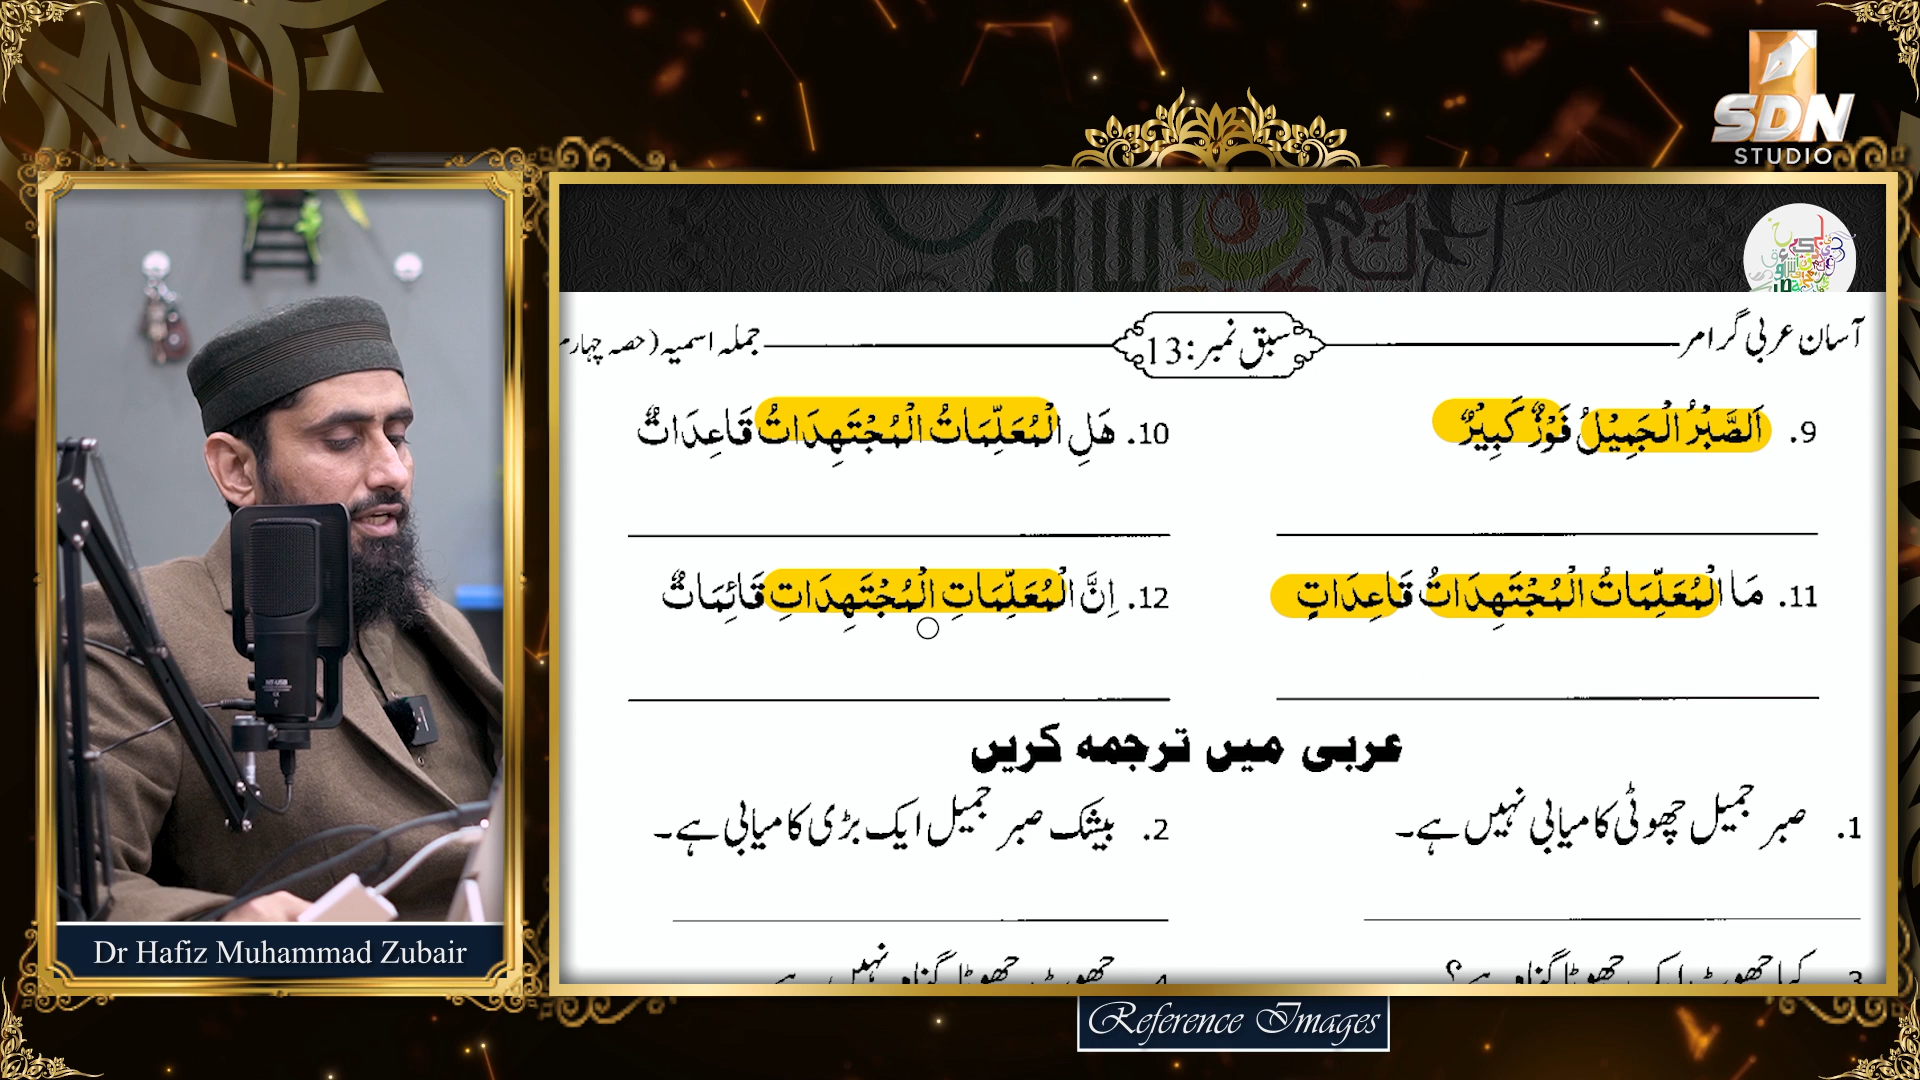 SDN
STUDIO
آسان عربی گرامر
سبق نمبر: 13
جملہ اسمیہ (حصہ چہارم
9. اَلصَّبْرُ الْجَمِيْلُ فَوْزٌ كَبِيْرٌ
10. هَلِ الْمُعَلِّمَاتُ الْمُجْتَهِدَاتُ قَاعِدَاتٌ
11. مَا الْمُعَلِّمَاتُ الْمُجْتَهِدَاتُ قَاعِدَاتٍ
12. اِنَّ الْمُعَلِّمَاتِ الْمُجْتَهِدَاتِ قَائِمَاتٌ
عربی میں ترجمہ کریں
1. صبر جمیل چھوٹی کامیابی نہیں ہے۔
2. بیشک صبر جمیل ایک بڑی کامیابی ہے۔
Dr Hafiz Muhammad Zubair
Reference Images